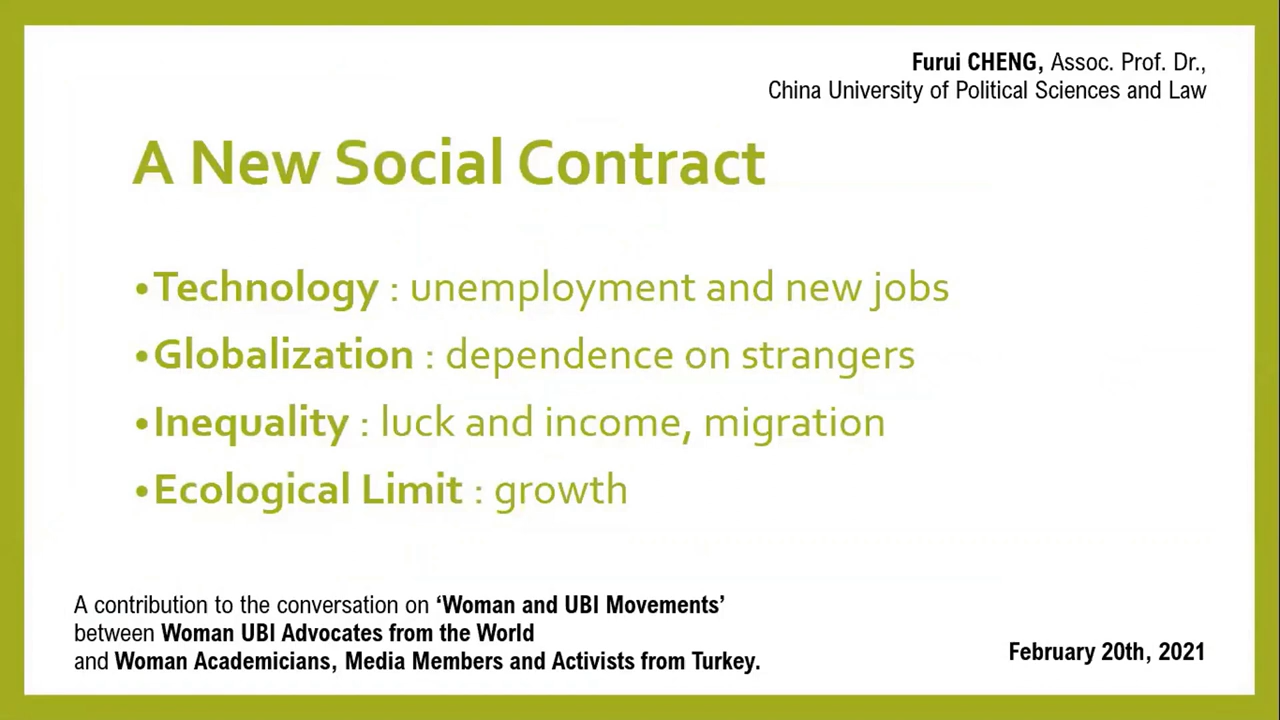 Furui CHENG, Assoc. Prof. Dr.,
China University of Political Sciences and Law
A New Social Contract
•Technology : unemployment and new jobs
•Globalization : dependence on strangers
•Inequality : luck and income, migration
•Ecological Limit : growth
A contribution to the conversation on ‘Woman and UBI Movements’
between Woman UBI Advocates from the World
and Woman Academicians, Media Members and Activists from Turkey.
February 20th, 2021